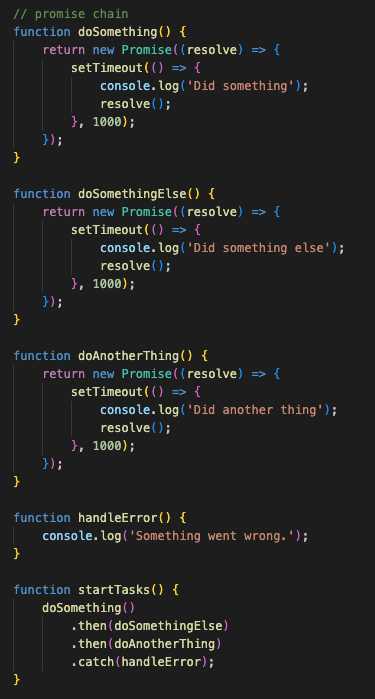 // promise chain
function doSomething() {
    return new Promise((resolve) => {
        setTimeout(() => {
            console.log('Did something');
            resolve();
        }, 1000);
    });
}

function doSomethingElse() {
    return new Promise((resolve) => {
        setTimeout(() => {
            console.log('Did something else');
            resolve();
        }, 1000);
    });
}

function doAnotherThing() {
    return new Promise((resolve) => {
        setTimeout(() => {
            console.log('Did another thing');
            resolve();
        }, 1000);
    });
}

function handleError() {
    console.log('Something went wrong.');
}

function startTasks() {
    doSomething()
        .then(doSomethingElse)
        .then(doAnotherThing)
        .catch(handleError);
}